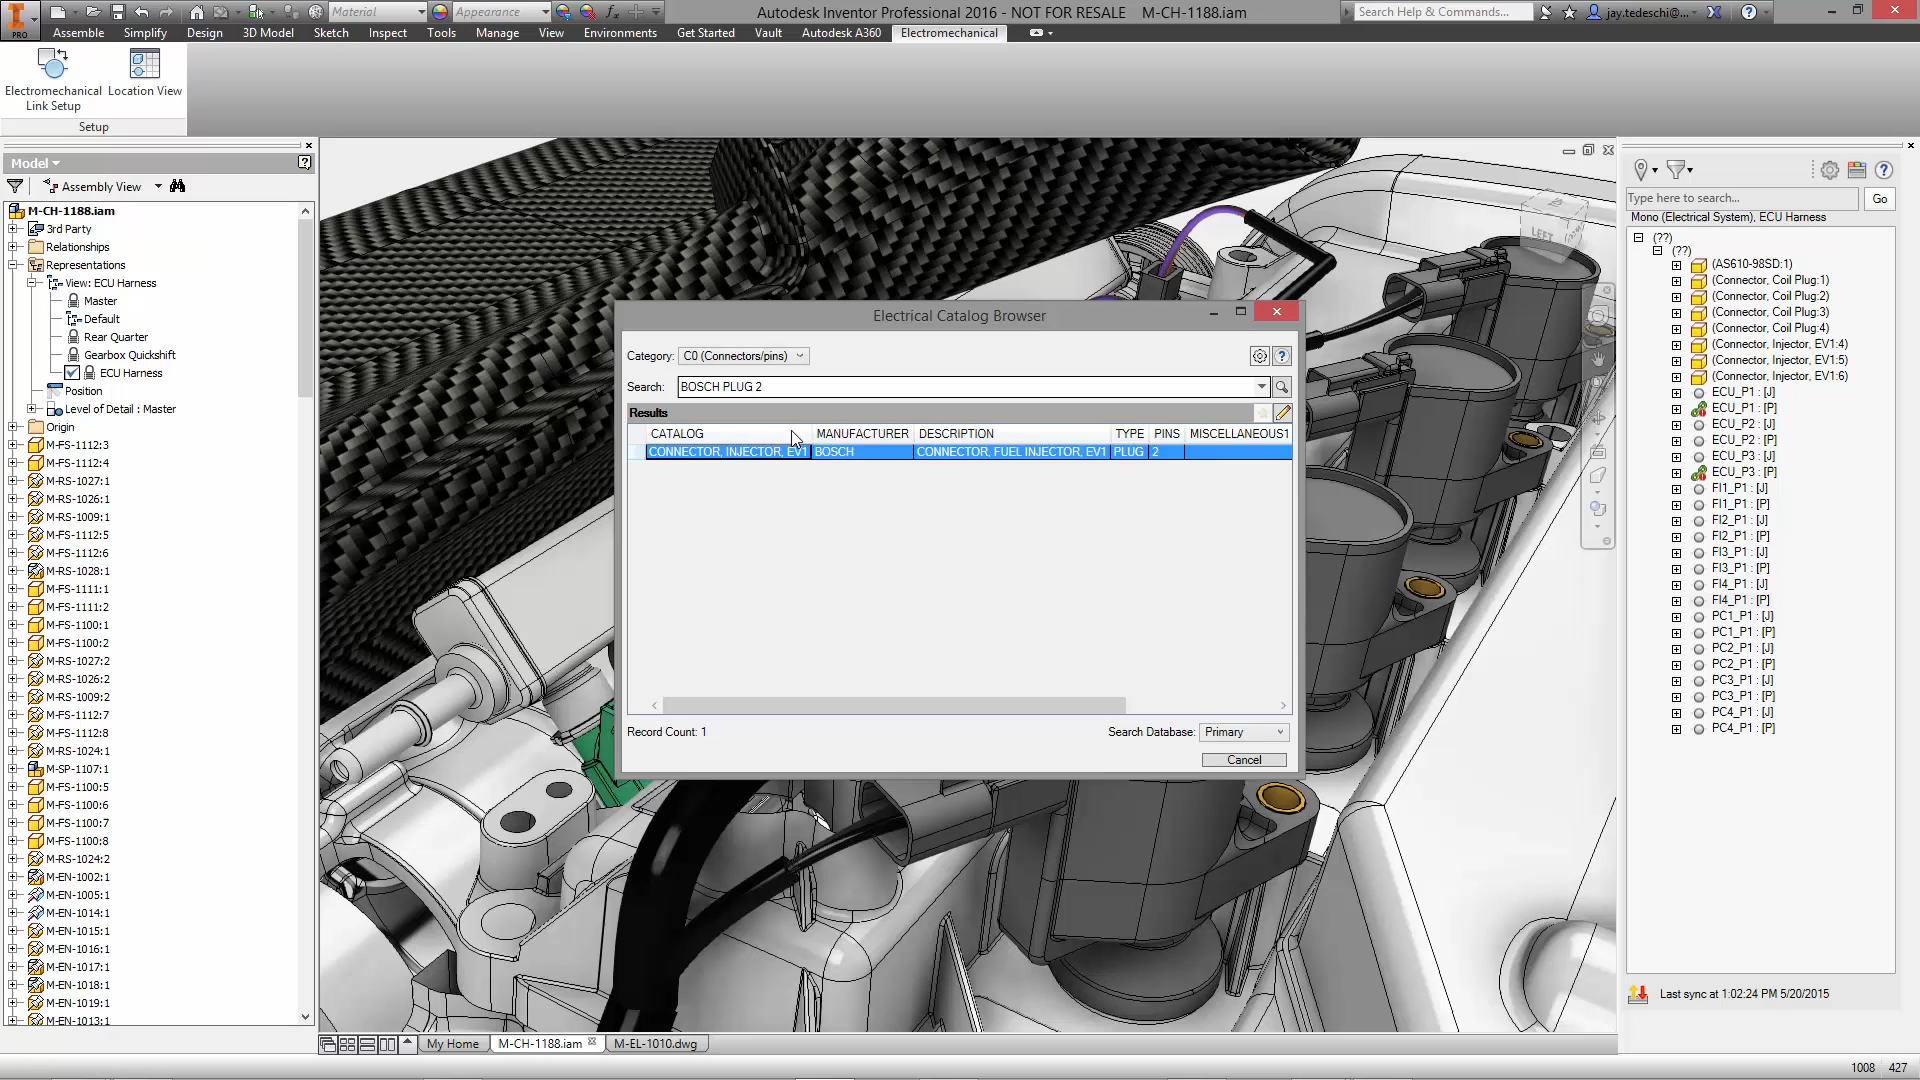 Material
Appearance
Autodesk Inventor Professional 2016 - NOT FOR RESALE M-CH-1188.iam
Search Help & Commands...
jay.tedeschi@...
PRO
Assemble Simplify Design 3D Model Sketch Inspect Tools Manage View Environments Get Started Vault Autodesk A360 Electromechanical
Electromechanical
Link Setup
Location View
Setup
Model
Assembly View
M-CH-1188.iam
3rd Party
Relationships
Representations
View: ECU Harness
Master
Default
Rear Quarter
Gearbox Quickshift
ECU Harness
Position
Level of Detail : Master
Origin
M-FS-1112:3
M-FS-1112:4
M-RS-1027:1
M-RS-1026:1
M-RS-1009:1
M-FS-1112:5
M-FS-1112:6
M-RS-1028:1
M-FS-1111:1
M-FS-1111:2
M-FS-1100:1
M-FS-1100:2
M-RS-1027:2
M-RS-1026:2
M-RS-1009:2
M-FS-1112:7
M-FS-1112:8
M-RS-1024:1
M-SP-1107:1
M-FS-1100:5
M-FS-1100:6
M-FS-1100:7
M-FS-1100:8
M-RS-1024:2
M-EN-1002:1
M-EN-1005:1
M-EN-1014:1
M-EN-1015:1
M-EN-1016:1
M-EN-1017:1
M-EN-1018:1
M-EN-1019:1
M-EN-1013:1
LEFT
Electrical Catalog Browser
Category: C0 (Connectors/pins)
Search: BOSCH PLUG 2
Results
CATALOG MANUFACTURER DESCRIPTION TYPE PINS MISCELLANEOUS1
CONNECTOR, INJECTOR, EV1 BOSCH CONNECTOR, FUEL INJECTOR, EV1 PLUG 2
Record Count: 1
Search Database: Primary
Cancel
Type here to search...
Go
Mono (Electrical System), ECU Harness
(??)
(??)
(AS610-98SD:1)
(Connector, Coil Plug:1)
(Connector, Coil Plug:2)
(Connector, Coil Plug:3)
(Connector, Coil Plug:4)
(Connector, Injector, EV1:4)
(Connector, Injector, EV1:5)
(Connector, Injector, EV1:6)
ECU_P1 : [J]
ECU_P1 : [P]
ECU_P2 : [J]
ECU_P2 : [P]
ECU_P3 : [J]
ECU_P3 : [P]
FI1_P1 : [J]
FI1_P1 : [P]
FI2_P1 : [J]
FI2_P1 : [P]
FI3_P1 : [J]
FI3_P1 : [P]
FI4_P1 : [J]
FI4_P1 : [P]
PC1_P1 : [J]
PC1_P1 : [P]
PC2_P1 : [J]
PC2_P1 : [P]
PC3_P1 : [J]
PC3_P1 : [P]
PC4_P1 : [J]
PC4_P1 : [P]
Last sync at 1:02:24 PM 5/20/2015
My Home M-CH-1188.iam M-EL-1010.dwg
1008 427